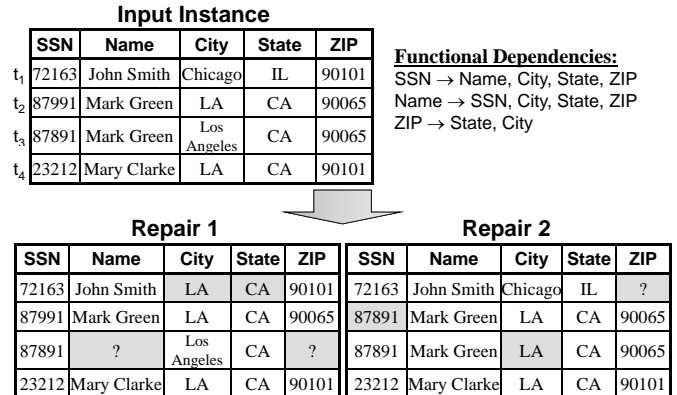 Input Instance
SSN Name City State ZIP
t1 72163 John Smith Chicago IL 90101
t2 87991 Mark Green LA CA 90065
t3 87891 Mark Green Los Angeles CA 90065
t4 23212 Mary Clarke LA CA 90101
Functional Dependencies:
SSN → Name, City, State, ZIP
Name → SSN, City, State, ZIP
ZIP → State, City
Repair 1
SSN Name City State ZIP
72163 John Smith LA CA 90101
87991 Mark Green LA CA 90065
87891 ? Los Angeles CA ?
23212 Mary Clarke LA CA 90101
Repair 2
SSN Name City State ZIP
72163 John Smith Chicago IL ?
87891 Mark Green LA CA 90065
87891 Mark Green LA CA 90065
23212 Mary Clarke LA CA 90101